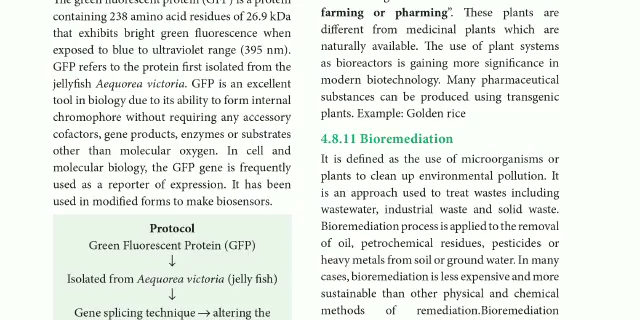 The green fluorescent protein (GFP) is a protein
containing 238 amino acid residues of 26.9 kDa
that exhibits bright green fluorescence when
exposed to blue to ultraviolet range (395 nm).
GFP refers to the protein first isolated from the
jellyfish Aequorea victoria. GFP is an excellent
tool in biology due to its ability to form internal
chromophore without requiring any accessory
cofactors, gene products, enzymes or substrates
other than molecular oxygen. In cell and
molecular biology, the GFP gene is frequently
used as a reporter of expression. It has been
used in modified forms to make biosensors.
Protocol
Green Fluorescent Protein (GFP)
↓
Isolated from Aequorea victoria (jelly fish)
↓
Gene splicing technique → altering the
farming or pharming”. These plants are
different from medicinal plants which are
naturally available. The use of plant systems
as bioreactors is gaining more significance in
modern biotechnology. Many pharmaceutical
substances can be produced using transgenic
plants. Example: Golden rice
4.8.11 Bioremediation
It is defined as the use of microorganisms or
plants to clean up environmental pollution. It
is an approach used to treat wastes including
wastewater, industrial waste and solid waste.
Bioremediation process is applied to the removal
of oil, petrochemical residues, pesticides or
heavy metals from soil or ground water. In many
cases, bioremediation is less expensive and more
sustainable than other physical and chemical
methods of remediation.Bioremediation